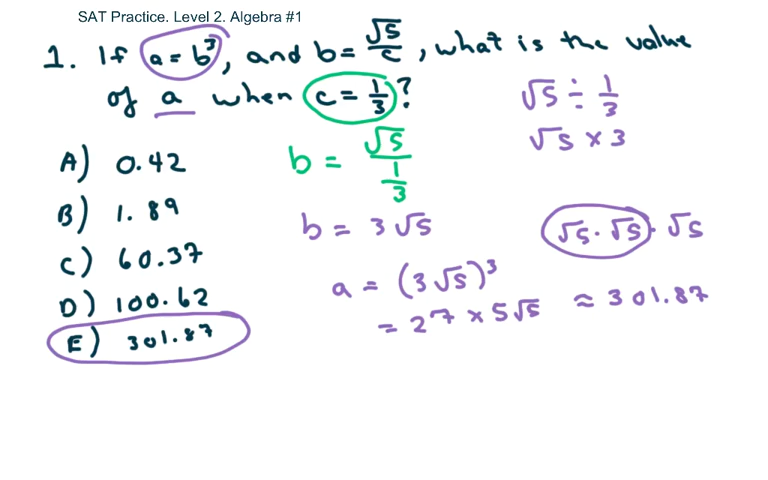 SAT Practice. Level 2. Algebra #1
1. If a = b³, and b = √5/c, what is the value
of a when c = 1/3?
√5 ÷ 1/3
√5 × 3
A) 0.42
B) 1.89
C) 60.37
D) 100.62
E) 301.87
b = √5/(1/3)
b = 3√5
√5 · √5 · √5
a = (3√5)³
= 27 × 5√5 ≈ 301.87